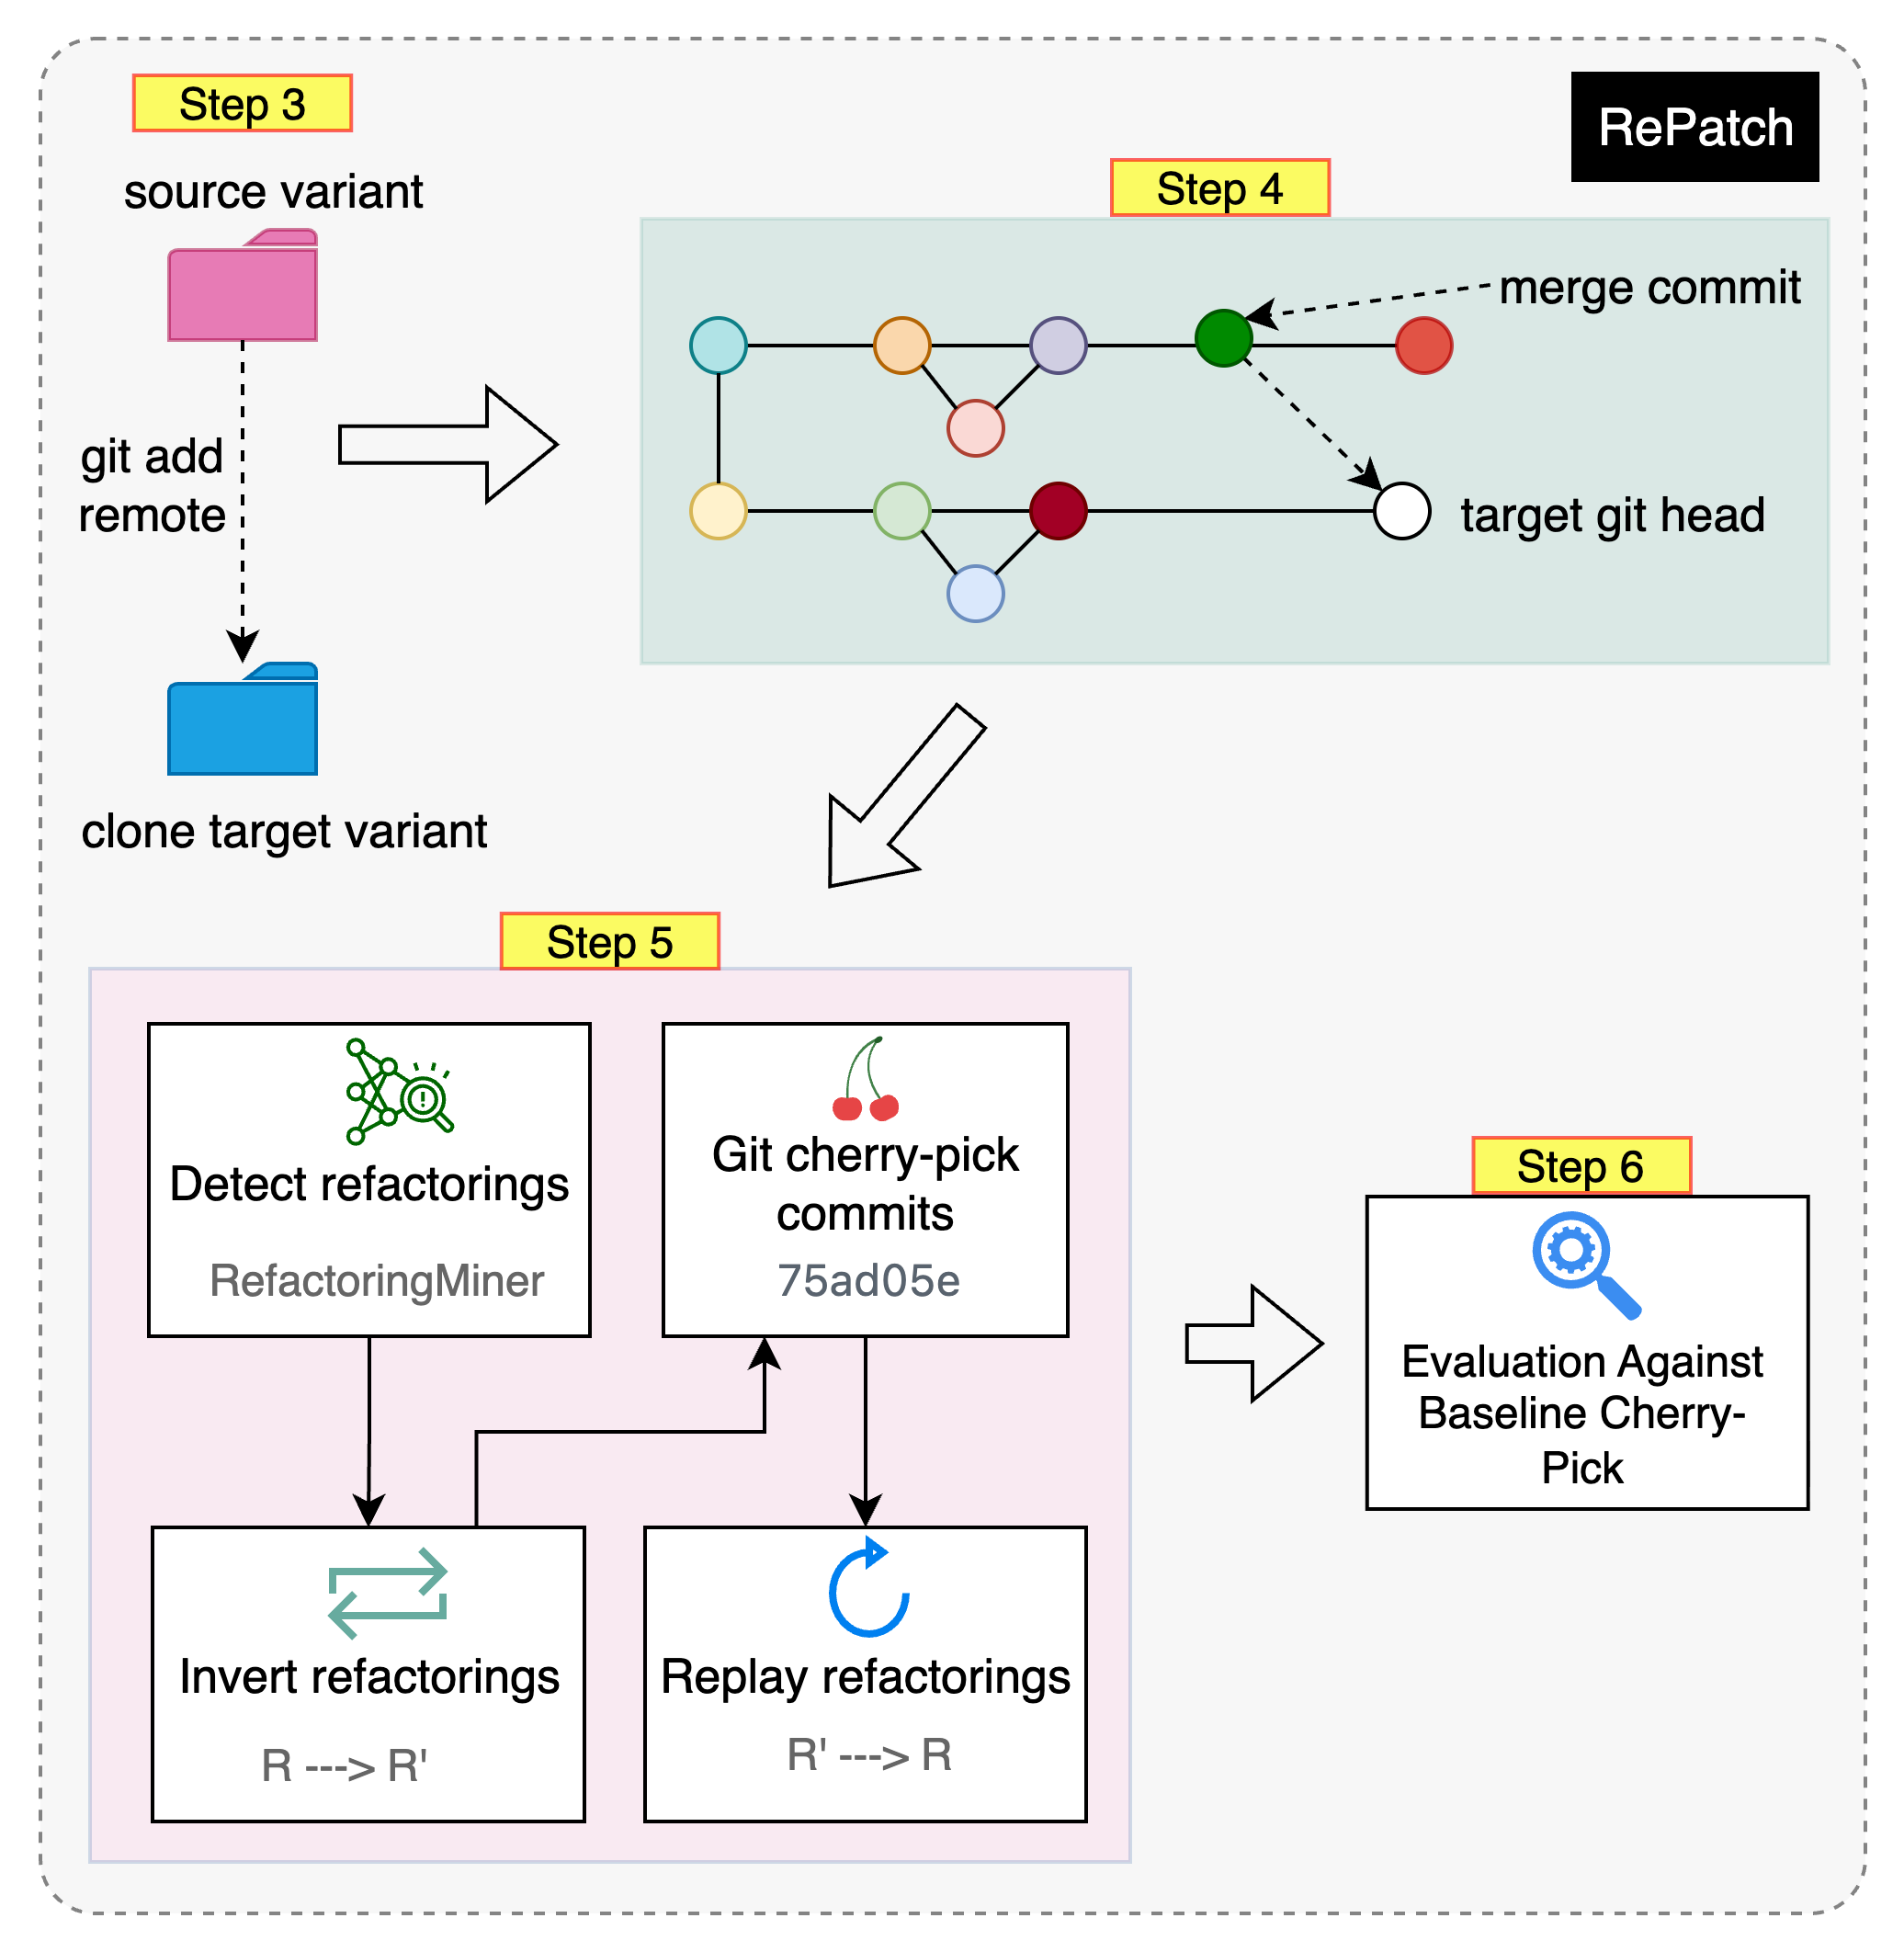 Step 3
RePatch
source variant
Step 4
merge commit
git add
remote
target git head
clone target variant
Step 5
Detect refactorings
RefactoringMiner
Git cherry-pick
commits
75ad05e
Invert refactorings
R ---> R'
Replay refactorings
R' ---> R
Step 6
Evaluation Against
Baseline Cherry-
Pick